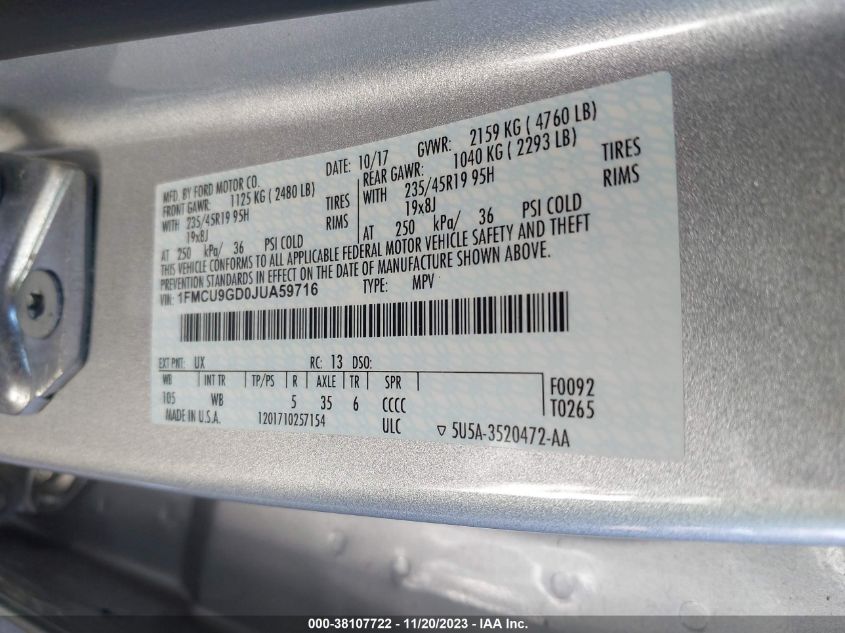 MFD. BY FORD MOTOR CO.
DATE: 10/17 GVWR: 2159 KG ( 4760 LB)
FRONT GAWR: 1125 KG ( 2480 LB)
WITH 235/45R19 95H TIRES
19x8J RIMS
AT 250 kPa/ 36 PSI COLD
REAR GAWR: 1040 KG ( 2293 LB)
WITH 235/45R19 95H TIRES
19x8J RIMS
AT 250 kPa/ 36 PSI COLD
THIS VEHICLE CONFORMS TO ALL APPLICABLE FEDERAL MOTOR VEHICLE SAFETY AND THEFT
PREVENTION STANDARDS IN EFFECT ON THE DATE OF MANUFACTURE SHOWN ABOVE.
VIN: 1FMCU9GD0JUA59716 TYPE: MPV
EXT PNT: UX RC: 13 DSO:
WB INT TR TP/PS R AXLE TR SPR
105 WB 5 35 6 CCCC
F0092
T0265
MADE IN U.S.A. 1201710257154 ULC
▽ 5U5A-3520472-AA
000-38107722 - 11/20/2023 - IAA Inc.